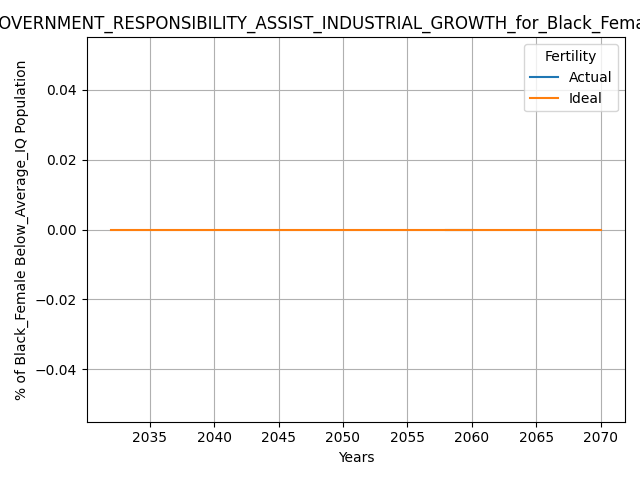 OVERNMENT_RESPONSIBILITY_ASSIST_INDUSTRIAL_GROWTH_for_Black_Fema
Fertility
Actual
Ideal
% of Black_Female Below_Average_IQ Population
0.04
0.02
0.00
−0.02
−0.04
2035 2040 2045 2050 2055 2060 2065 2070
Years